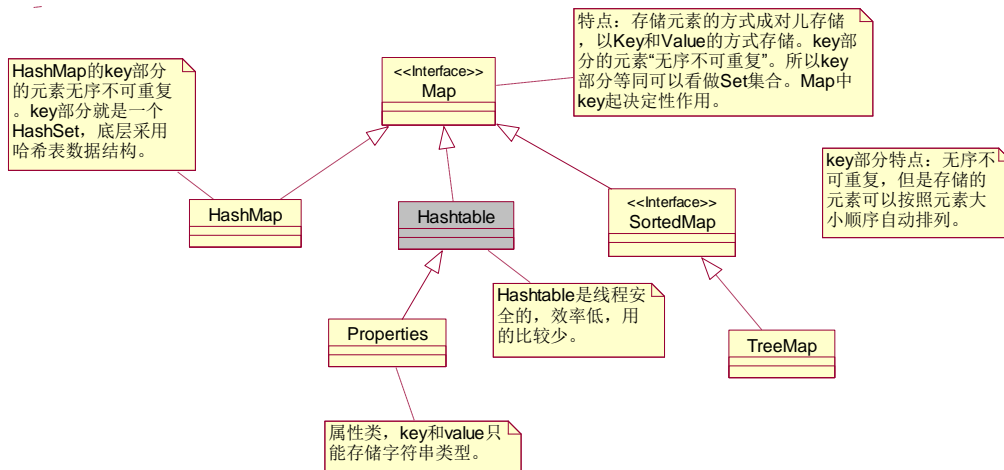 特点：存储元素的方式成对儿存储
，以Key和Value的方式存储。key部
分的元素“无序不可重复”。所以key
部分等同可以看做Set集合。Map中
key起决定性作用。
HashMap的key部分
的元素无序不可重复
。key部分就是一个
HashSet，底层采用
哈希表数据结构。
<<Interface>>
Map
key部分特点：无序不
可重复，但是存储的
元素可以按照元素大
小顺序自动排列。
HashMap
Hashtable
<<Interface>>
SortedMap
Hashtable是线程安
全的，效率低，用
的比较少。
Properties
TreeMap
属性类，key和value只
能存储字符串类型。